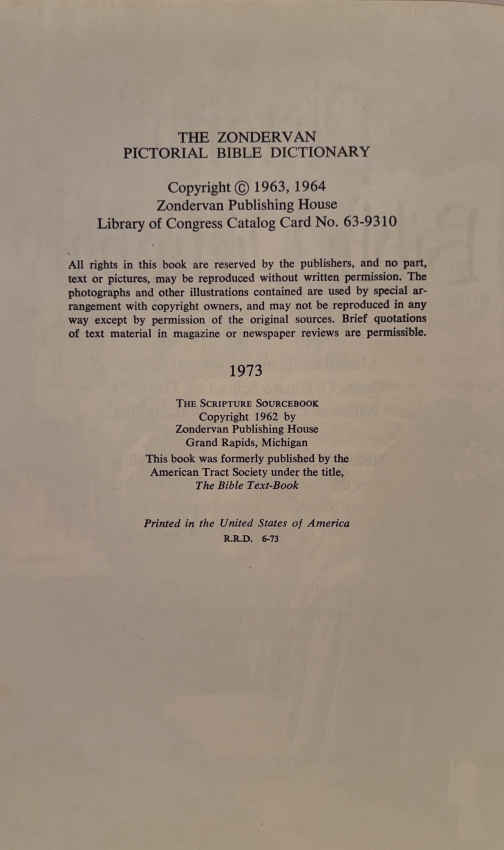 THE ZONDERVAN
PICTORIAL BIBLE DICTIONARY
Copyright © 1963, 1964
Zondervan Publishing House
Library of Congress Catalog Card No. 63-9310
All rights in this book are reserved by the publishers, and no part,
text or pictures, may be reproduced without written permission. The
photographs and other illustrations contained are used by special ar-
rangement with copyright owners, and may not be reproduced in any
way except by permission of the original sources. Brief quotations
of text material in magazine or newspaper reviews are permissible.
1973
THE SCRIPTURE SOURCEBOOK
Copyright 1962 by
Zondervan Publishing House
Grand Rapids, Michigan
This book was formerly published by the
American Tract Society under the title,
The Bible Text-Book
Printed in the United States of America
R.R.D. 6-73